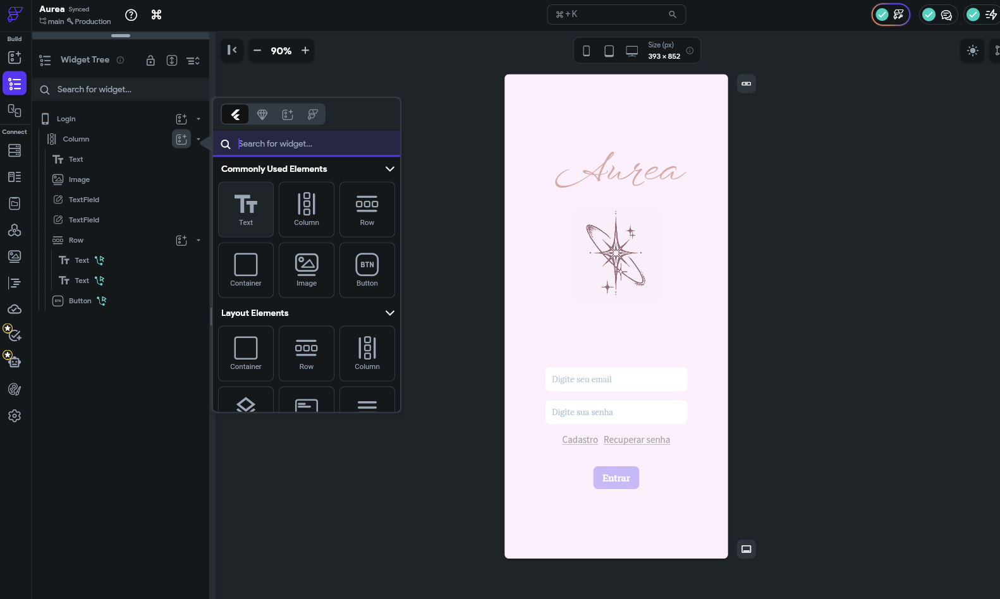 Aurea Synced
main Production
⌘ + K
Build
Connect
Widget Tree
Search for widget...
Login
Column
Text
Image
TextField
TextField
Row
Text
Text
Button
BTN
90%
Size (px)
393 × 852
Search for widget...
Commonly Used Elements
Text
Column
Row
Container
Image
BTN
Button
Layout Elements
Container
Row
Column
Aurea
Digite seu email
Digite sua senha
Cadastro Recuperar senha
Entrar